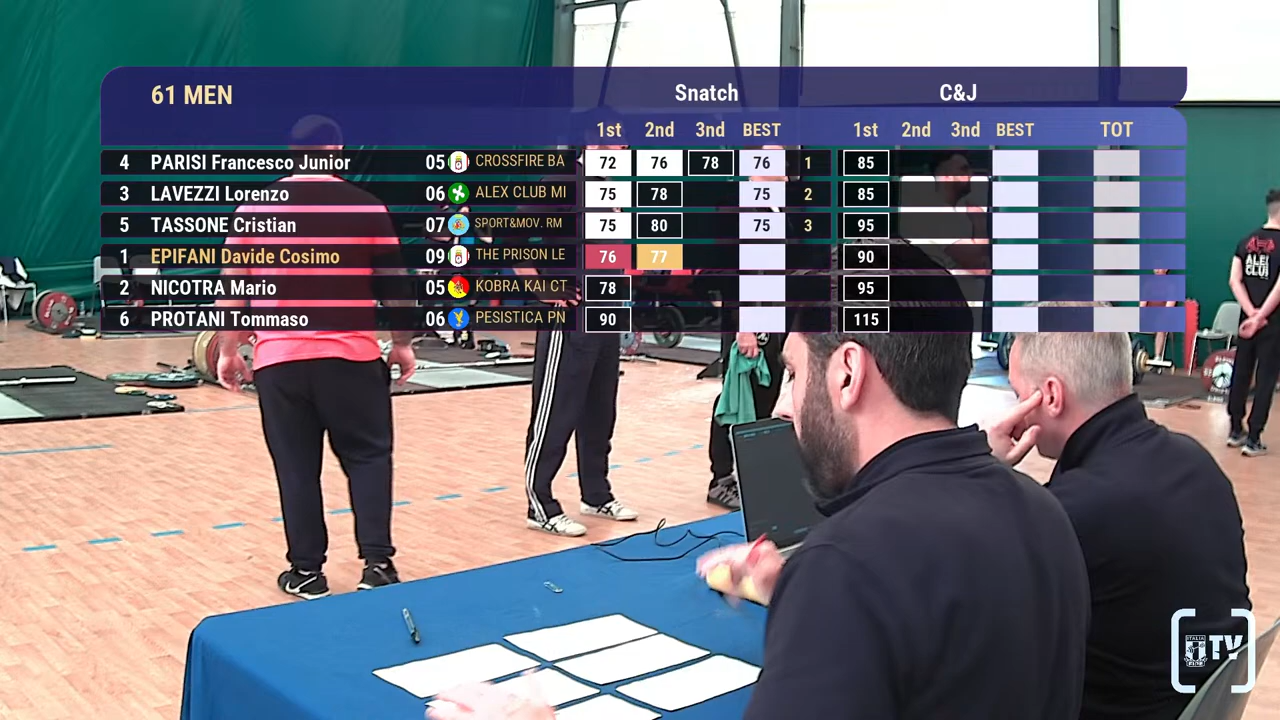 61 MEN Snatch C&J
1st 2nd 3rd BEST 1st 2nd 3rd BEST TOT
4 PARISI Francesco Junior 05 CROSSFIRE BA 72 76 78 76 1 85
3 LAVEZZI Lorenzo 06 ALEX CLUB MI 75 78 75 2 85
5 TASSONE Cristian 07 SPORT&MOV. RM 75 80 75 3 95
1 EPIFANI Davide Cosimo 09 THE PRISON LE 76 77 90
2 NICOTRA Mario 05 KOBRA KAI CT 78 95
6 PROTANI Tommaso 06 PESISTICA PN 90 115
ITALIA TV